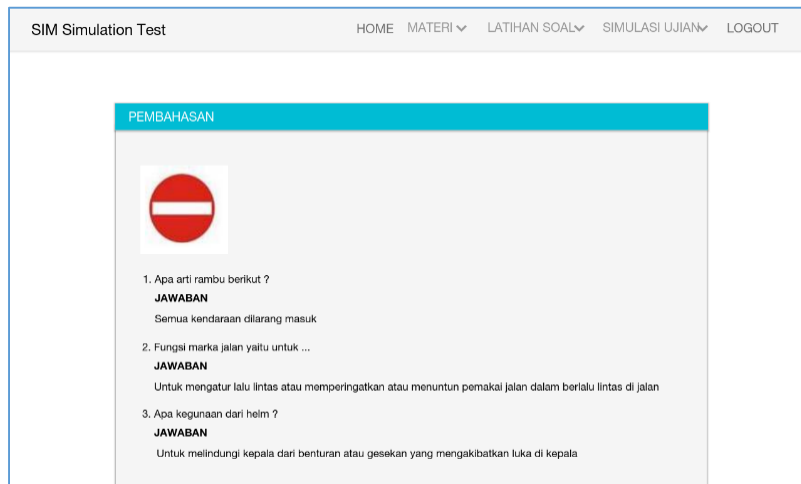 SIM Simulation Test HOME MATERI LATIHAN SOAL SIMULASI UJIAN LOGOUT
PEMBAHASAN
1. Apa arti rambu berikut ?
JAWABAN
Semua kendaraan dilarang masuk
2. Fungsi marka jalan yaitu untuk ...
JAWABAN
Untuk mengatur lalu lintas atau memperingatkan atau menuntun pemakai jalan dalam berlalu lintas di jalan
3. Apa kegunaan dari helm ?
JAWABAN
Untuk melindungi kepala dari benturan atau gesekan yang mengakibatkan luka di kepala